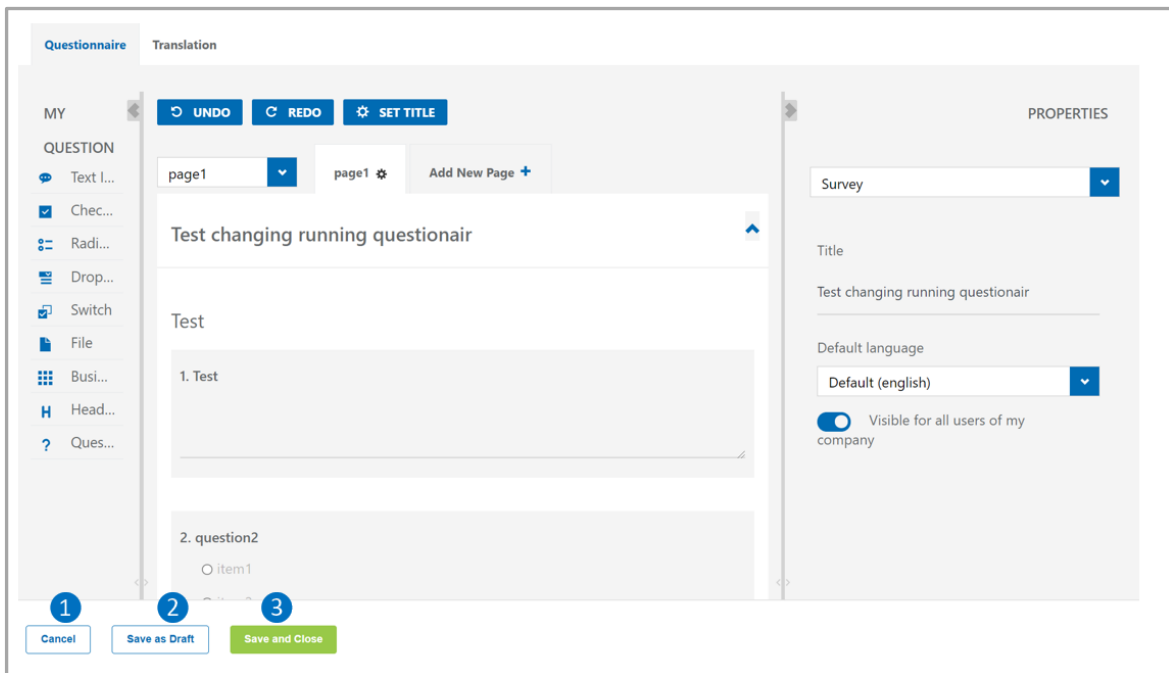 Questionnaire Translation
MY
QUESTION
Text I...
Chec...
Radi...
Drop...
Switch
File
Busi...
Head...
Ques...
UNDO REDO SET TITLE
page1 page1 Add New Page +
Test changing running questionair
Test
1. Test
2. question2
item1
PROPERTIES
Survey
Title
Test changing running questionair
Default language
Default (english)
Visible for all users of my
company
1 2 3
Cancel Save as Draft Save and Close